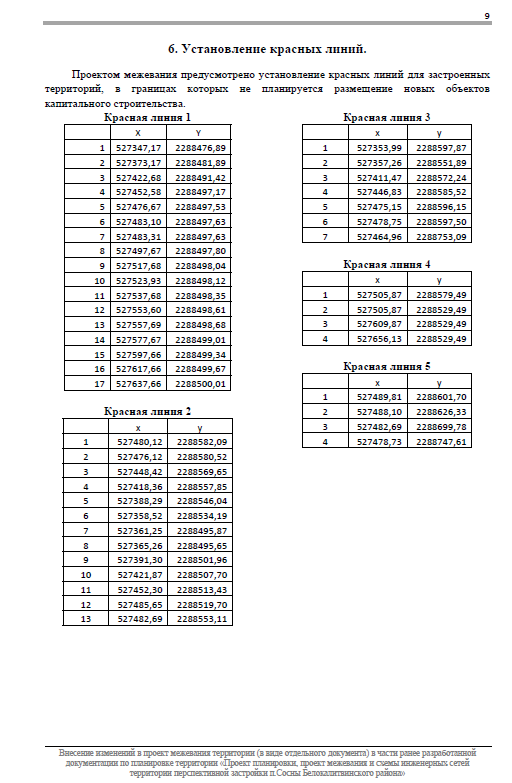 9
6. Установление красных линий.
Проектом межевания предусмотрено установление красных линий для застроенных
территорий, в границах которых не планируется размещение новых объектов
капитального строительства.
Красная линия 1
X Y
1 527347,17 2288476,89
2 527373,17 2288481,89
3 527422,68 2288491,42
4 527452,58 2288497,17
5 527476,67 2288497,53
6 527483,10 2288497,63
7 527483,31 2288497,63
8 527497,67 2288497,80
9 527517,68 2288498,04
10 527523,93 2288498,12
11 527537,68 2288498,35
12 527553,60 2288498,61
13 527557,69 2288498,68
14 527577,67 2288499,01
15 527597,66 2288499,34
16 527617,66 2288499,67
17 527637,66 2288500,01
Красная линия 2
x y
1 527480,12 2288582,09
2 527476,12 2288580,52
3 527448,42 2288569,65
4 527418,36 2288557,85
5 527388,29 2288546,04
6 527358,52 2288534,19
7 527361,25 2288495,87
8 527365,26 2288495,65
9 527391,30 2288501,96
10 527421,87 2288507,70
11 527452,30 2288513,43
12 527485,65 2288519,70
13 527482,69 2288553,11
Красная линия 3
x y
1 527353,99 2288597,87
2 527357,26 2288551,89
3 527411,47 2288572,24
4 527446,83 2288585,52
5 527475,15 2288596,15
6 527478,75 2288597,50
7 527464,96 2288753,09
Красная линия 4
x y
1 527505,87 2288579,49
2 527505,87 2288529,49
3 527609,87 2288529,49
4 527656,13 2288529,49
Красная линия 5
x y
1 527489,81 2288601,70
2 527488,10 2288626,33
3 527482,69 2288699,78
4 527478,73 2288747,61
Внесение изменений в проект межевания территории (в виде отдельного документа) в части ранее разработанной
документации по планировке территории «Проект планировки, проект межевания и схемы инженерных сетей
территории перспективной застройки п.Сосны Белокалитвинского района»